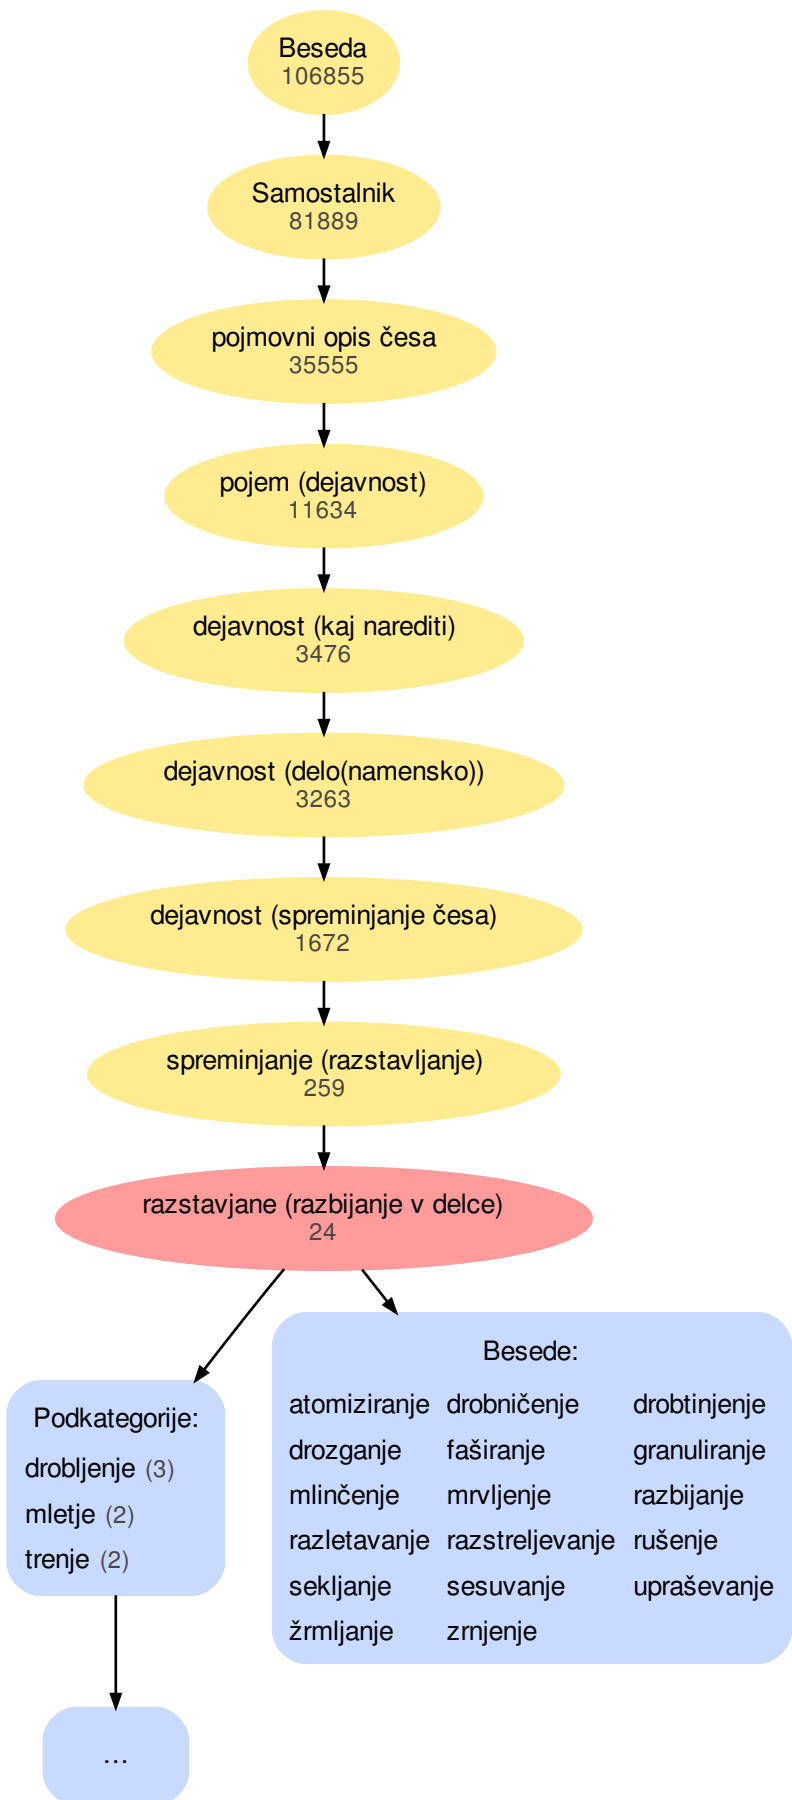 Beseda
106855
Samostalnik
81889
pojmovni opis česa
35555
pojem (dejavnost)
11634
dejavnost (kaj narediti)
3476
dejavnost (delo(namensko))
3263
dejavnost (spreminjanje česa)
1672
spreminjanje (razstavljanje)
259
razstavjane (razbijanje v delce)
24
Podkategorije:
drobljenje (3)
mletje (2)
trenje (2)
...
Besede:
atomiziranje drobničenje drobtinjenje
drozganje faširanje granuliranje
mlinčenje mrvljenje razbijanje
razletavanje razstreljevanje rušenje
sekljanje sesuvanje upraševanje
žrmljanje zrnjenje